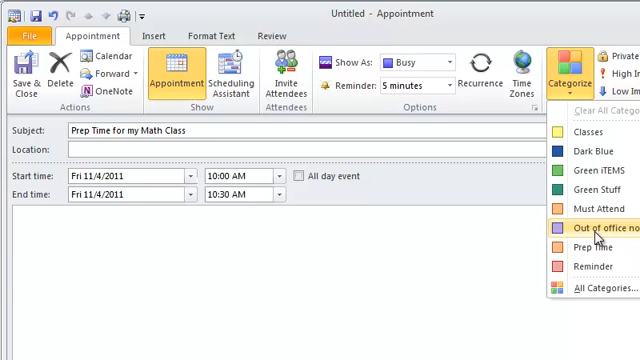 Untitled - Appointment
File Appointment Insert Format Text Review
Save & Close
Delete
Calendar
Forward
OneNote
Actions
Appointment
Scheduling Assistant
Show
Invite Attendees
Attendees
Show As: Busy
Reminder: 5 minutes
Recurrence
Time Zones
Options
Categorize
Private
High I
Low Im
Subject: Prep Time for my Math Class
Location:
Start time: Fri 11/4/2011 10:00 AM All day event
End time: Fri 11/4/2011 10:30 AM
Clear All Catego
Classes
Dark Blue
Green iTEMS
Green Stuff
Must Attend
Out of office no
Prep Time
Reminder
All Categories...